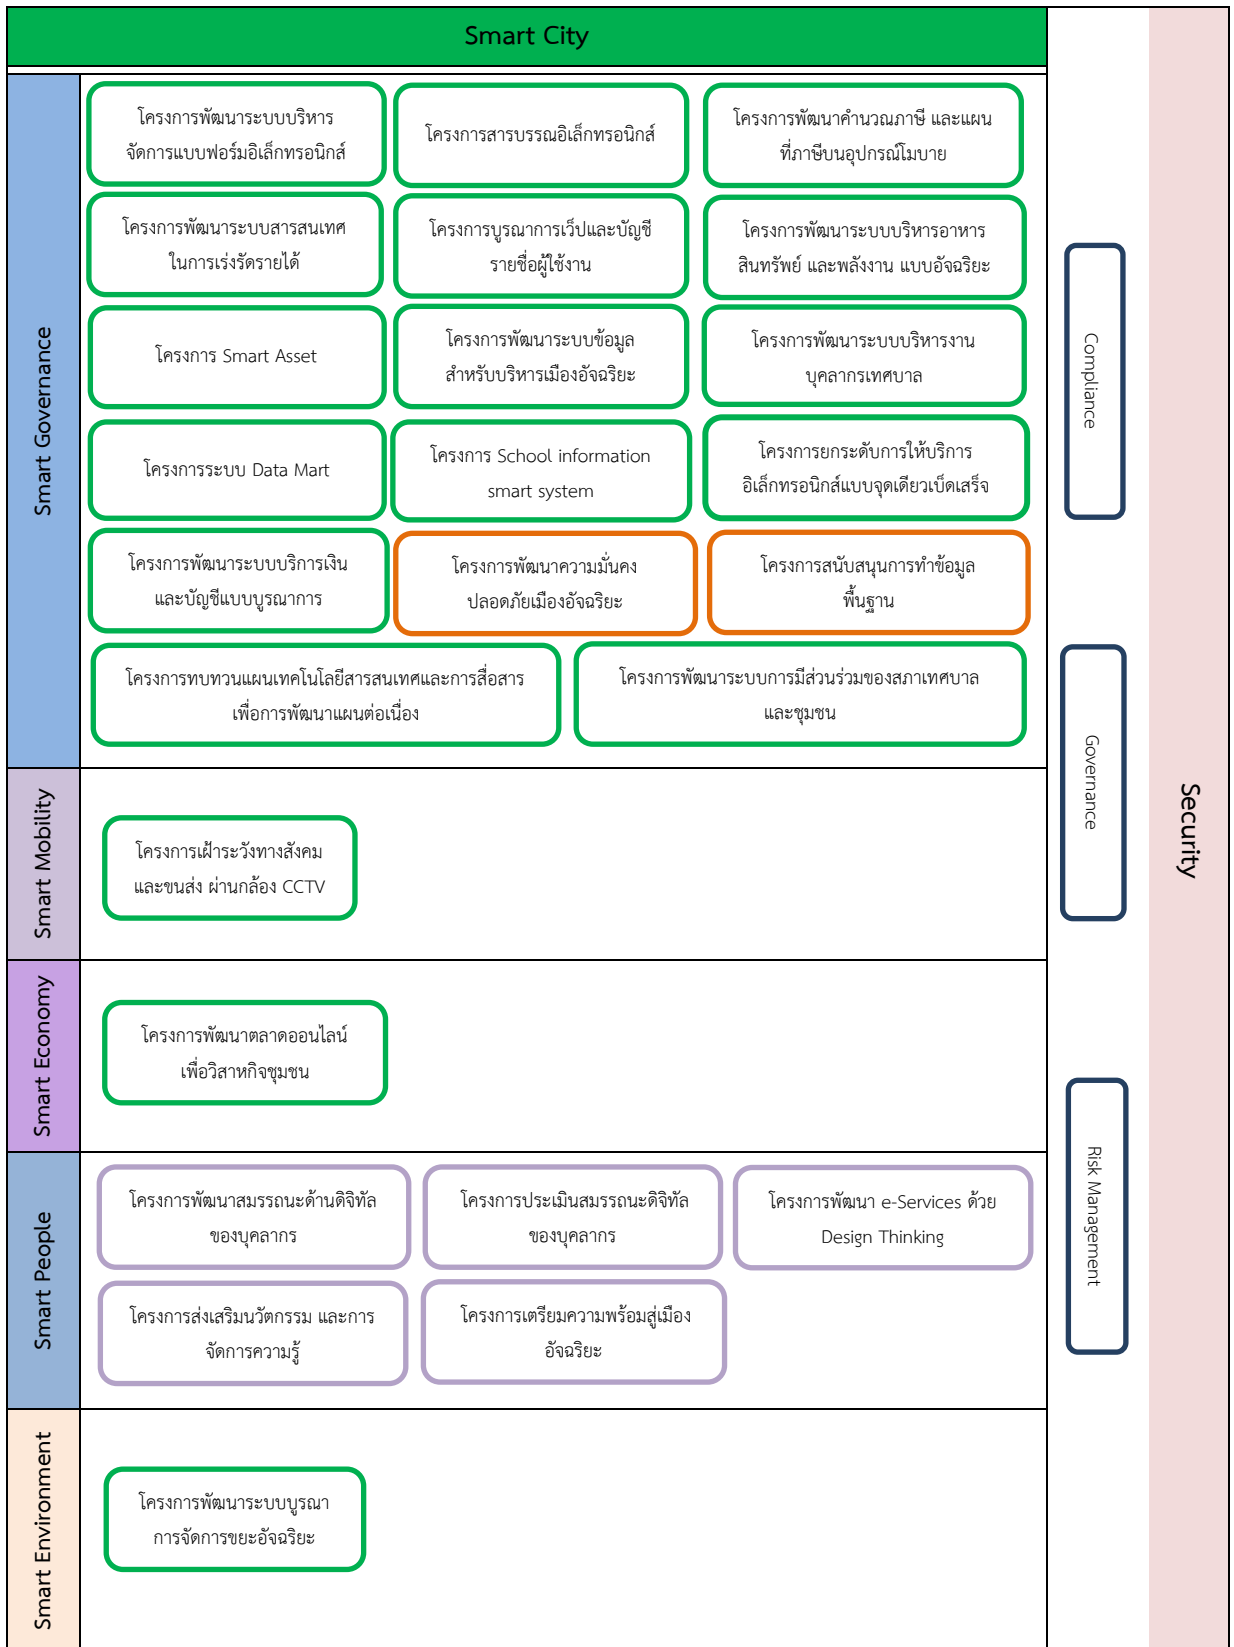 Smart City
Smart Governance
โครงการพัฒนาระบบบริหาร
จัดการแบบฟอร์มอิเล็กทรอนิกส์
โครงการสารบรรณอิเล็กทรอนิกส์
โครงการพัฒนาคำนวณภาษี และแผน
ที่ภาษีบนอุปกรณ์โมบาย
โครงการพัฒนาระบบสารสนเทศ
ในการเร่งรัดรายได้
โครงการบูรณาการเว็ปและบัญชี
รายชื่อผู้ใช้งาน
โครงการพัฒนาระบบบริหารอาหาร
สินทรัพย์ และพลังงาน แบบอัจฉริยะ
โครงการ Smart Asset
โครงการพัฒนาระบบข้อมูล
สำหรับบริหารเมืองอัจฉริยะ
โครงการพัฒนาระบบบริหารงาน
บุคลากรเทศบาล
โครงการระบบ Data Mart
โครงการ School information
smart system
โครงการยกระดับการให้บริการ
อิเล็กทรอนิกส์แบบจุดเดียวเบ็ดเสร็จ
โครงการพัฒนาระบบบริการเงิน
และบัญชีแบบบูรณาการ
โครงการพัฒนาความมั่นคง
ปลอดภัยเมืองอัจฉริยะ
โครงการสนับสนุนการทำข้อมูล
พื้นฐาน
โครงการทบทวนแผนเทคโนโลยีสารสนเทศและการสื่อสาร
เพื่อการพัฒนาแผนต่อเนื่อง
โครงการพัฒนาระบบการมีส่วนร่วมของสภาเทศบาล
และชุมชน
Smart Mobility
โครงการเฝ้าระวังทางสังคม
และขนส่ง ผ่านกล้อง CCTV
Smart Economy
โครงการพัฒนาตลาดออนไลน์
เพื่อวิสาหกิจชุมชน
Smart People
โครงการพัฒนาสมรรถนะด้านดิจิทัล
ของบุคลากร
โครงการประเมินสมรรถนะดิจิทัล
ของบุคลากร
โครงการพัฒนา e-Services ด้วย
Design Thinking
โครงการส่งเสริมนวัตกรรม และการ
จัดการความรู้
โครงการเตรียมความพร้อมสู่เมือง
อัจฉริยะ
Smart Environment
โครงการพัฒนาระบบบูรณา
การจัดการขยะอัจฉริยะ
Compliance
Governance
Risk Management
Security